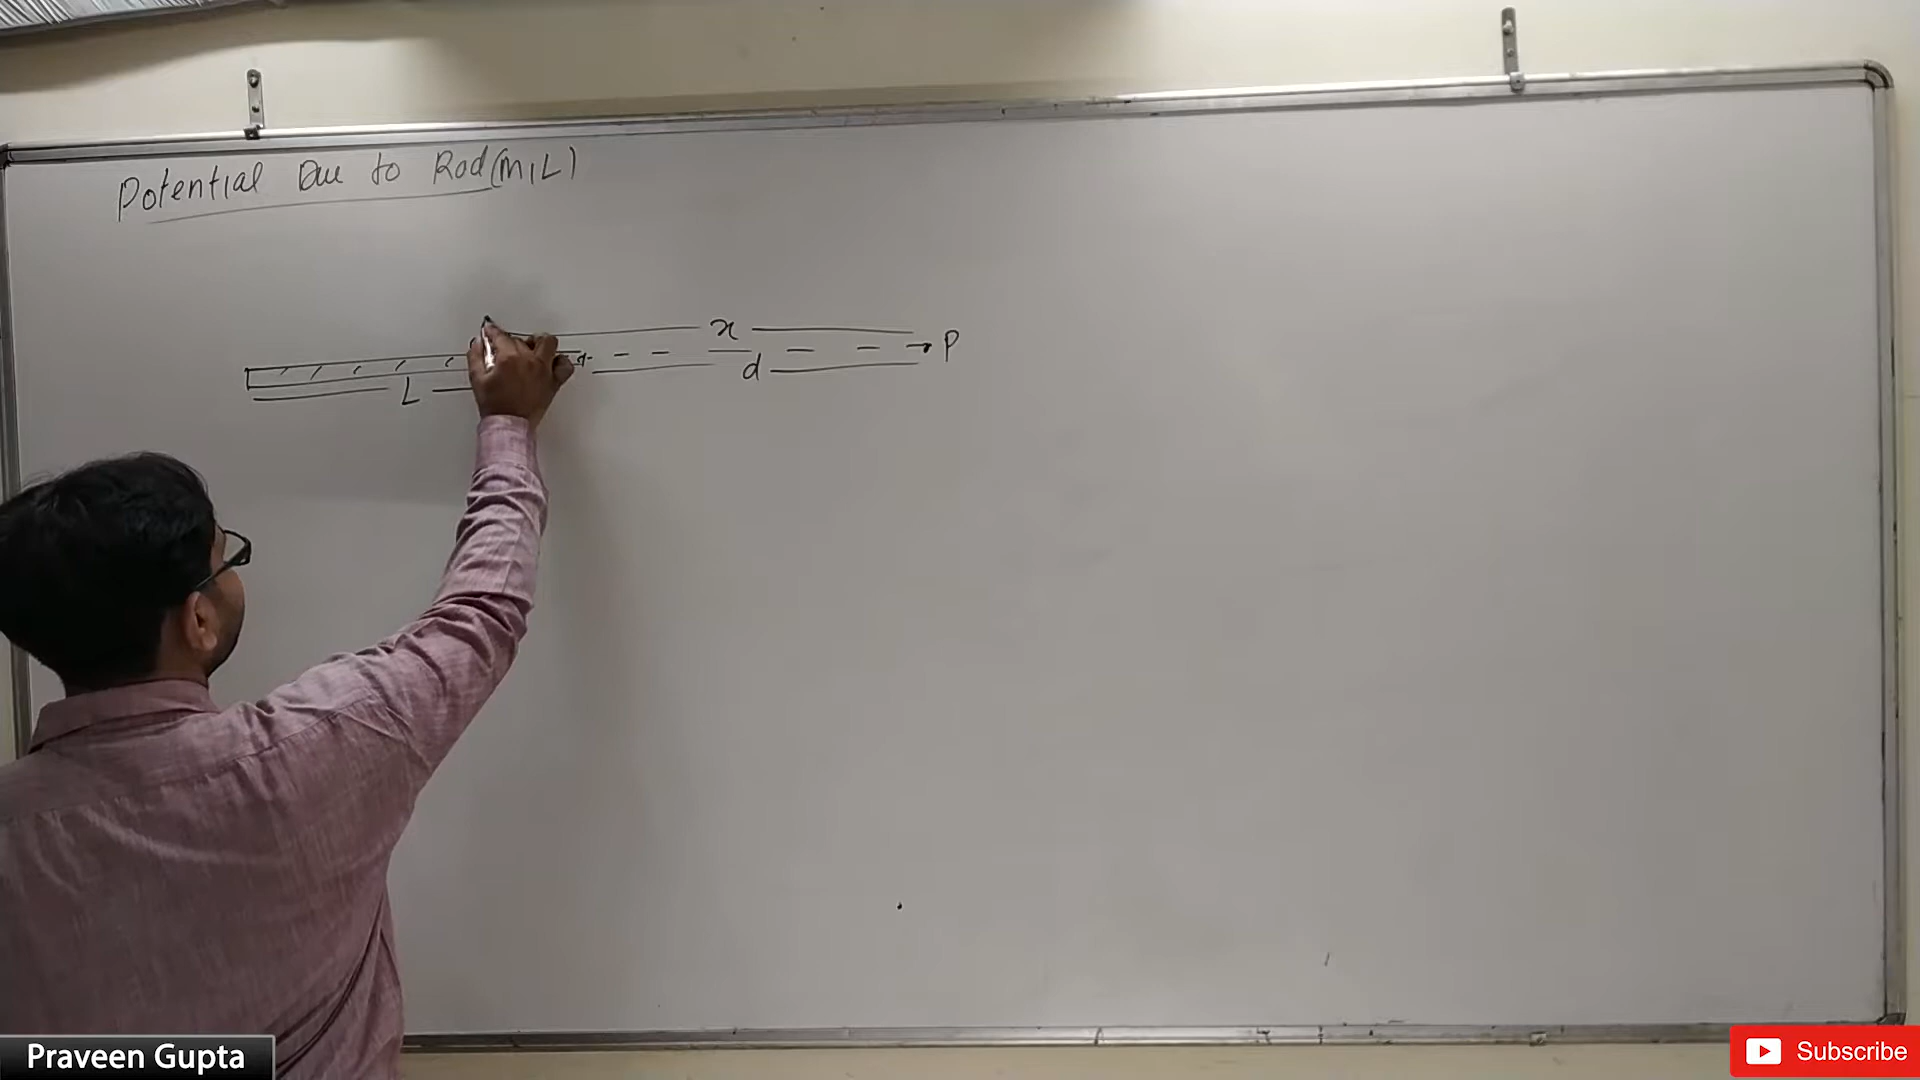 Potential Due to Rod(M,L)
x
P
d
L
Praveen Gupta
Subscribe